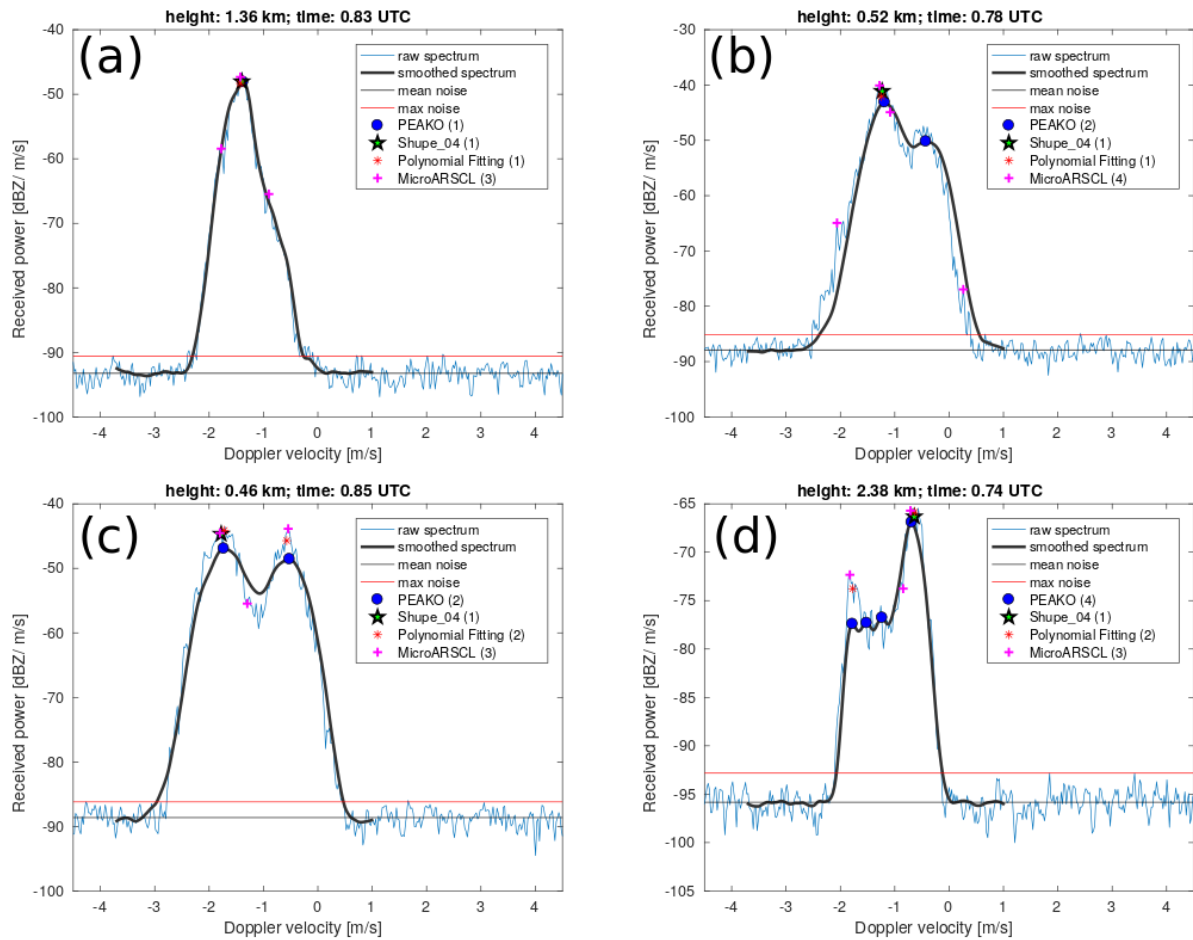 height: 1.36 km; time: 0.83 UTC
(a)
raw spectrum
smoothed spectrum
mean noise
max noise
PEAKO (1)
Shupe_04 (1)
Polynomial Fitting (1)
MicroARSCL (3)
Received power [dBZ/ m/s]
-40
-50
-60
-70
-80
-90
-100
-4 -3 -2 -1 0 1 2 3 4
Doppler velocity [m/s]
height: 0.52 km; time: 0.78 UTC
(b)
raw spectrum
smoothed spectrum
mean noise
max noise
PEAKO (2)
Shupe_04 (1)
Polynomial Fitting (1)
MicroARSCL (4)
Received power [dBZ/ m/s]
-30
-40
-50
-60
-70
-80
-90
-100
-4 -3 -2 -1 0 1 2 3 4
Doppler velocity [m/s]
height: 0.46 km; time: 0.85 UTC
(c)
raw spectrum
smoothed spectrum
mean noise
max noise
PEAKO (2)
Shupe_04 (1)
Polynomial Fitting (2)
MicroARSCL (3)
Received power [dBZ/ m/s]
-40
-50
-60
-70
-80
-90
-100
-4 -3 -2 -1 0 1 2 3 4
Doppler velocity [m/s]
height: 2.38 km; time: 0.74 UTC
(d)
raw spectrum
smoothed spectrum
mean noise
max noise
PEAKO (4)
Shupe_04 (1)
Polynomial Fitting (2)
MicroARSCL (3)
Received power [dBZ/ m/s]
-65
-70
-75
-80
-85
-90
-95
-100
-105
-4 -3 -2 -1 0 1 2 3 4
Doppler velocity [m/s]